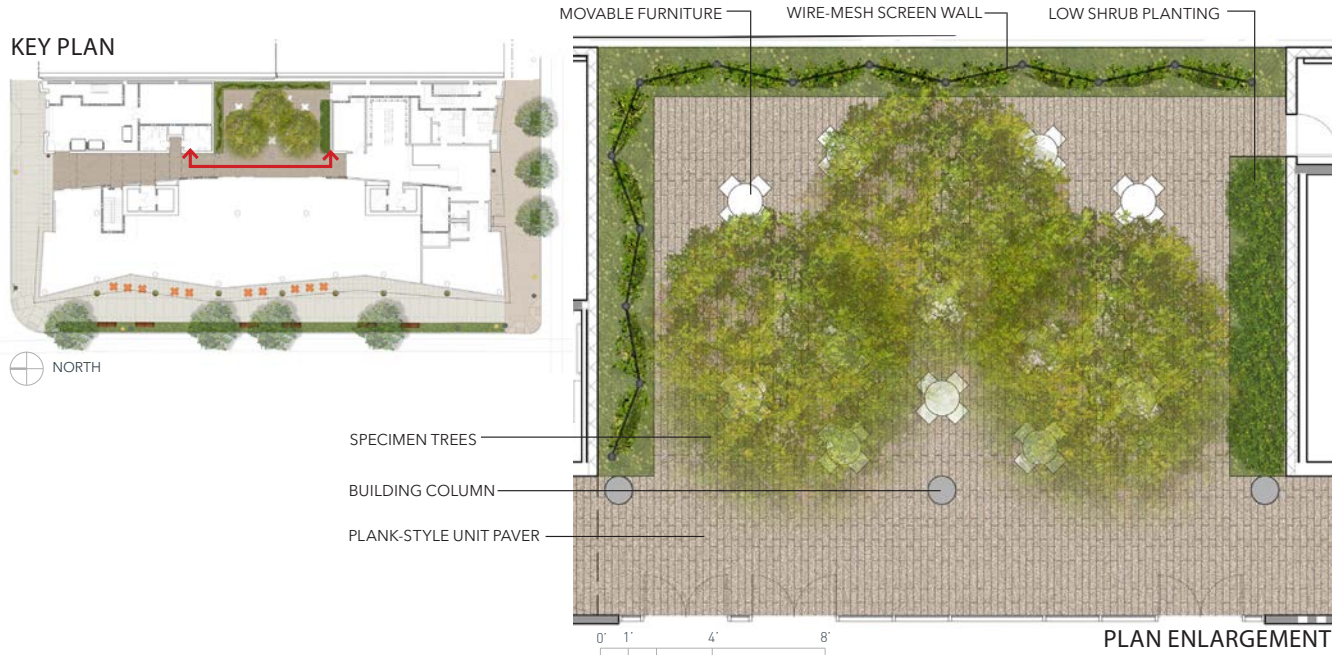 MOVABLE FURNITURE
WIRE-MESH SCREEN WALL
LOW SHRUB PLANTING
KEY PLAN
NORTH
SPECIMEN TREES
BUILDING COLUMN
PLANK-STYLE UNIT PAVER
0' 1' 4' 8'
PLAN ENLARGEMENT